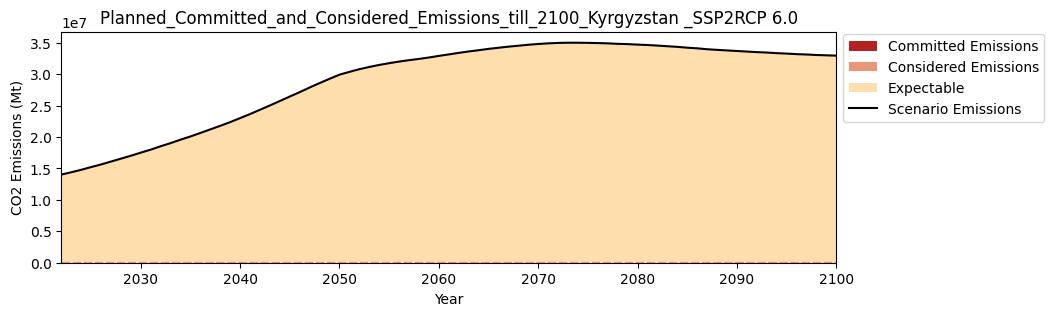 Planned_Committed_and_Considered_Emissions_till_2100_Kyrgyzstan _SSP2RCP 6.0
1e7
3.5
3.0
2.5
2.0
1.5
1.0
0.5
0.0
CO2 Emissions (Mt)
2030 2040 2050 2060 2070 2080 2090 2100
Year
Committed Emissions
Considered Emissions
Expectable
Scenario Emissions